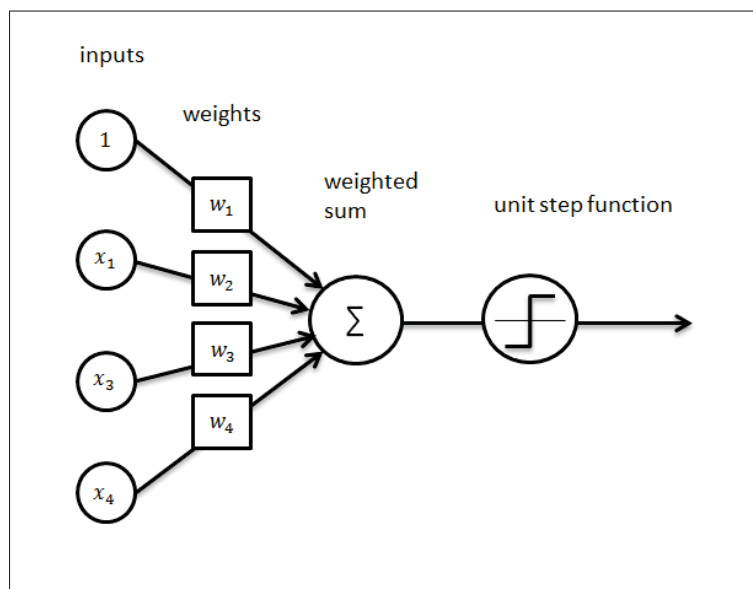 inputs
weights
weighted
sum
unit step function
1
w₁
x₁
w₂
∑
x₃
w₃
w₄
x₄